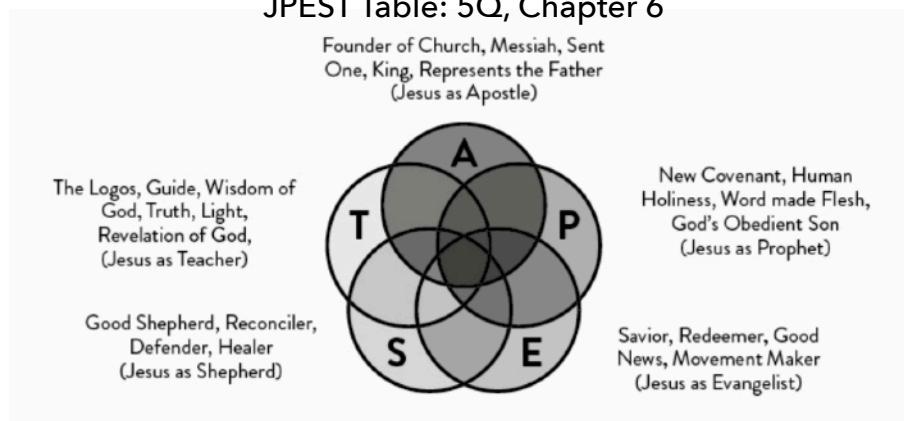 JPEST Table: 5Q, Chapter 6
Founder of Church, Messiah, Sent
One, King, Represents the Father
(Jesus as Apostle)
A
The Logos, Guide, Wisdom of
God, Truth, Light,
Revelation of God,
(Jesus as Teacher)
T
P
New Covenant, Human
Holiness, Word made Flesh,
God's Obedient Son
(Jesus as Prophet)
Good Shepherd, Reconciler,
Defender, Healer
(Jesus as Shepherd)
S
E
Savior, Redeemer, Good
News, Movement Maker
(Jesus as Evangelist)